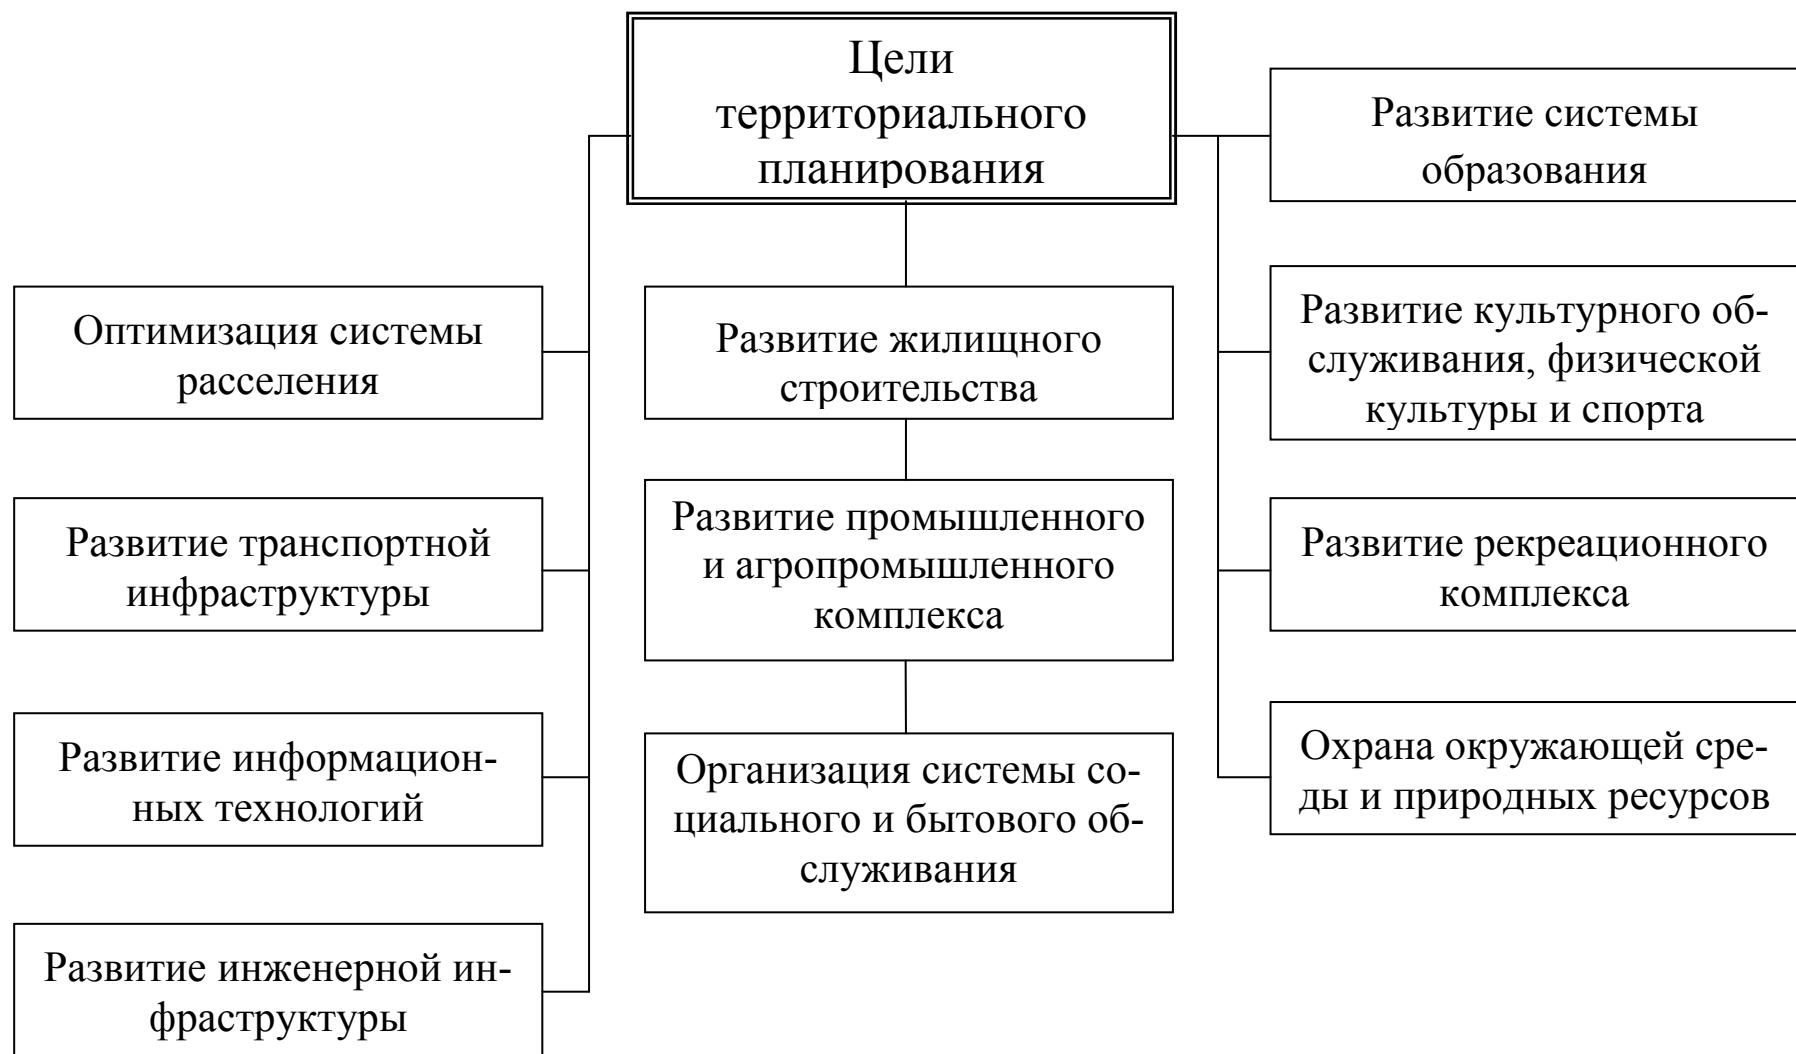 Цели
территориального
планирования
Оптимизация системы
расселения
Развитие транспортной
инфраструктуры
Развитие информацион-
ных технологий
Развитие инженерной ин-
фраструктуры
Развитие жилищного
строительства
Развитие промышленного
и агропромышленного
комплекса
Организация системы со-
циального и бытового об-
служивания
Развитие системы
образования
Развитие культурного об-
служивания, физической
культуры и спорта
Развитие рекреационного
комплекса
Охрана окружающей сре-
ды и природных ресурсов